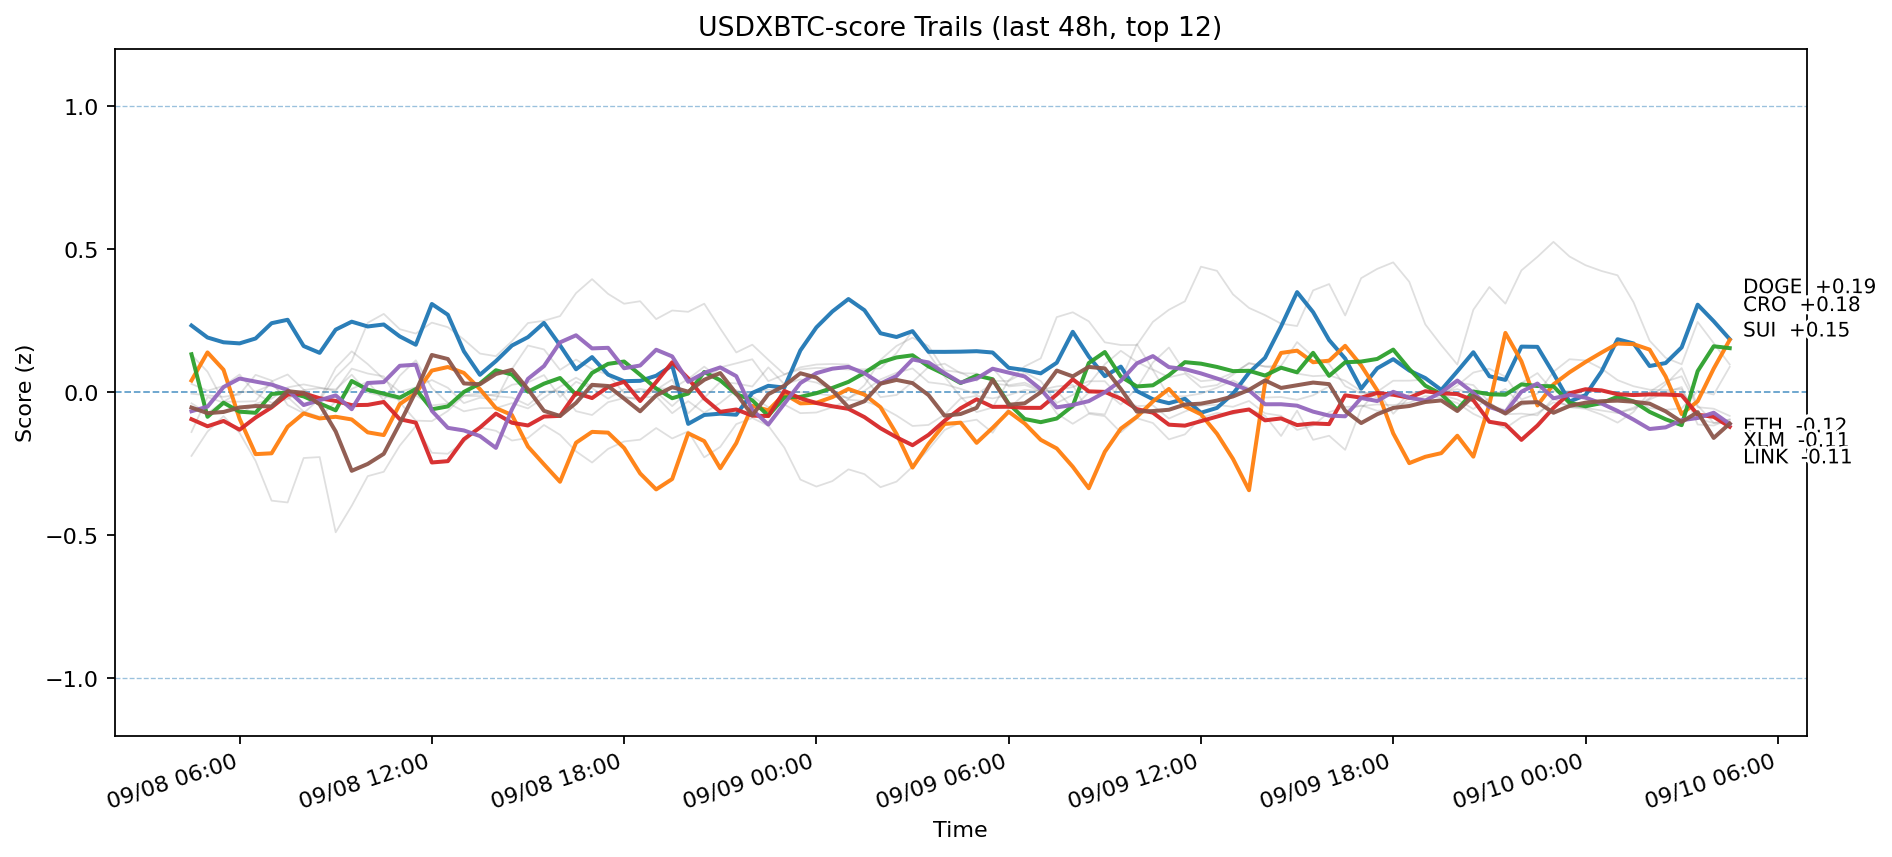 USDXBTC-score Trails (last 48h, top 12)
Score (z)
1.0
0.5
0.0
−0.5
−1.0
DOGE +0.19
CRO +0.18
SUI +0.15
ETH -0.12
XLM -0.11
LINK -0.11
09/08 06:00
09/08 12:00
09/08 18:00
09/09 00:00
09/09 06:00
09/09 12:00
09/09 18:00
09/10 00:00
09/10 06:00
Time